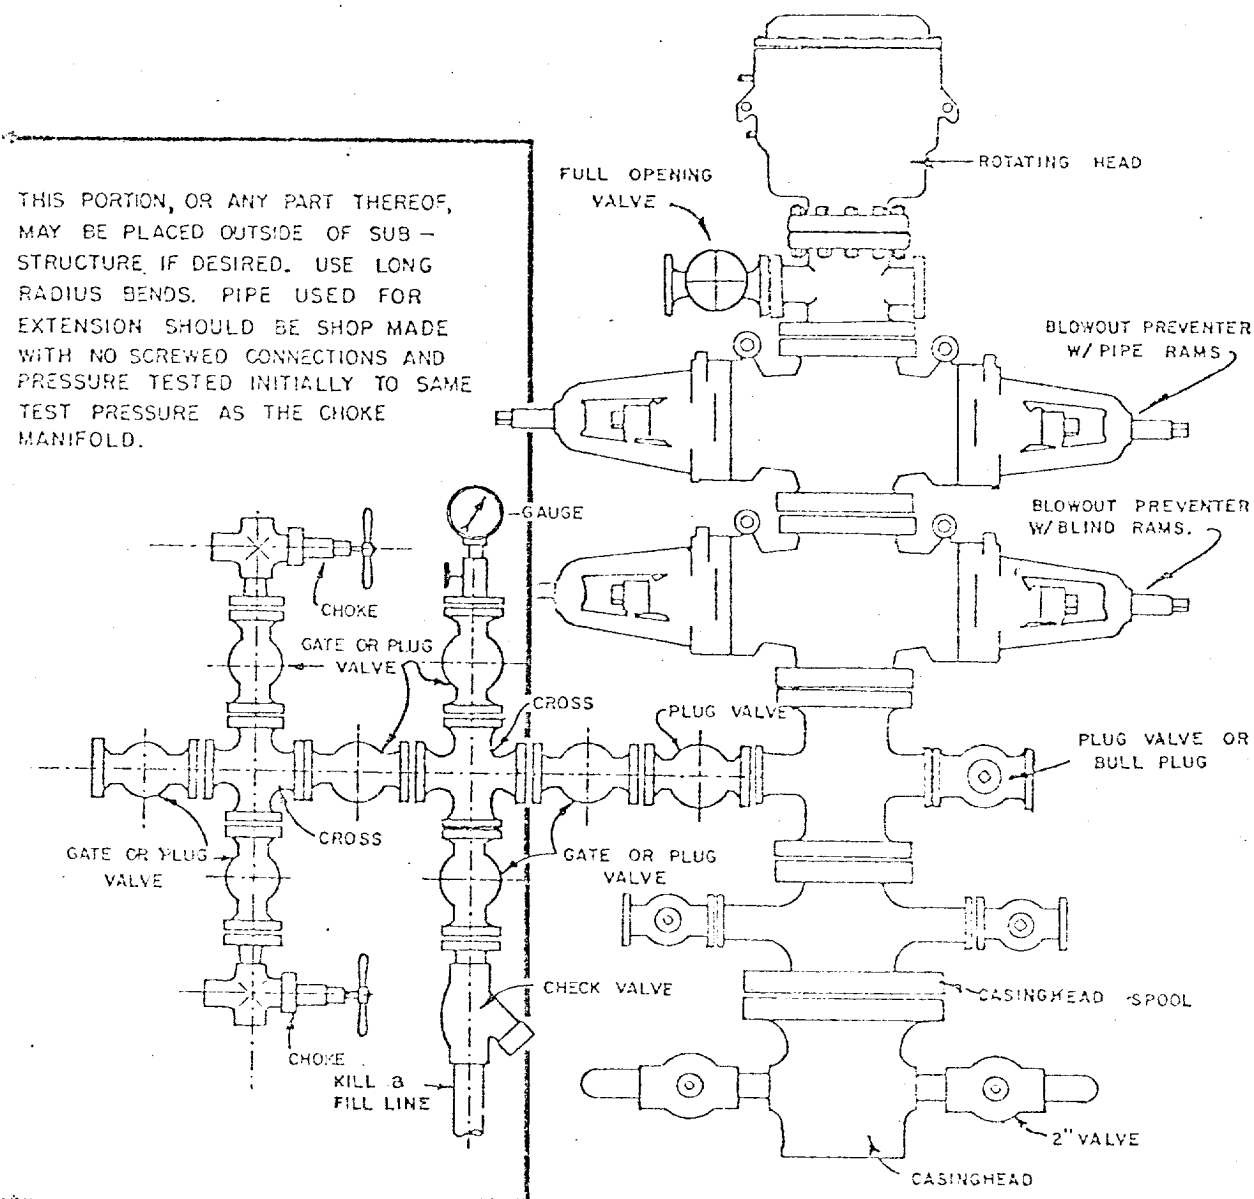 THIS PORTION, OR ANY PART THEREOF,
MAY BE PLACED OUTSIDE OF SUB-
STRUCTURE IF DESIRED. USE LONG
RADIUS BENDS. PIPE USED FOR
EXTENSION SHOULD BE SHOP MADE
WITH NO SCREWED CONNECTIONS AND
PRESSURE TESTED INITIALLY TO SAME
TEST PRESSURE AS THE CHOKE
MANIFOLD.
FULL OPENING
VALVE
ROTATING HEAD
BLOWOUT PREVENTER
W/ PIPE RAMS
BLOWOUT PREVENTER
W/BLIND RAMS.
GAUGE
CHOKE
GATE OR PLUG
VALVE
CROSS
PLUG VALVE
PLUG VALVE OR
BULL PLUG
CROSS
GATE OR PLUG
VALVE
GATE OR PLUG
VALVE
CHECK VALVE
CASINGHEAD SPOOL
CHOKE
KILL &
FILL LINE
2" VALVE
CASINGHEAD